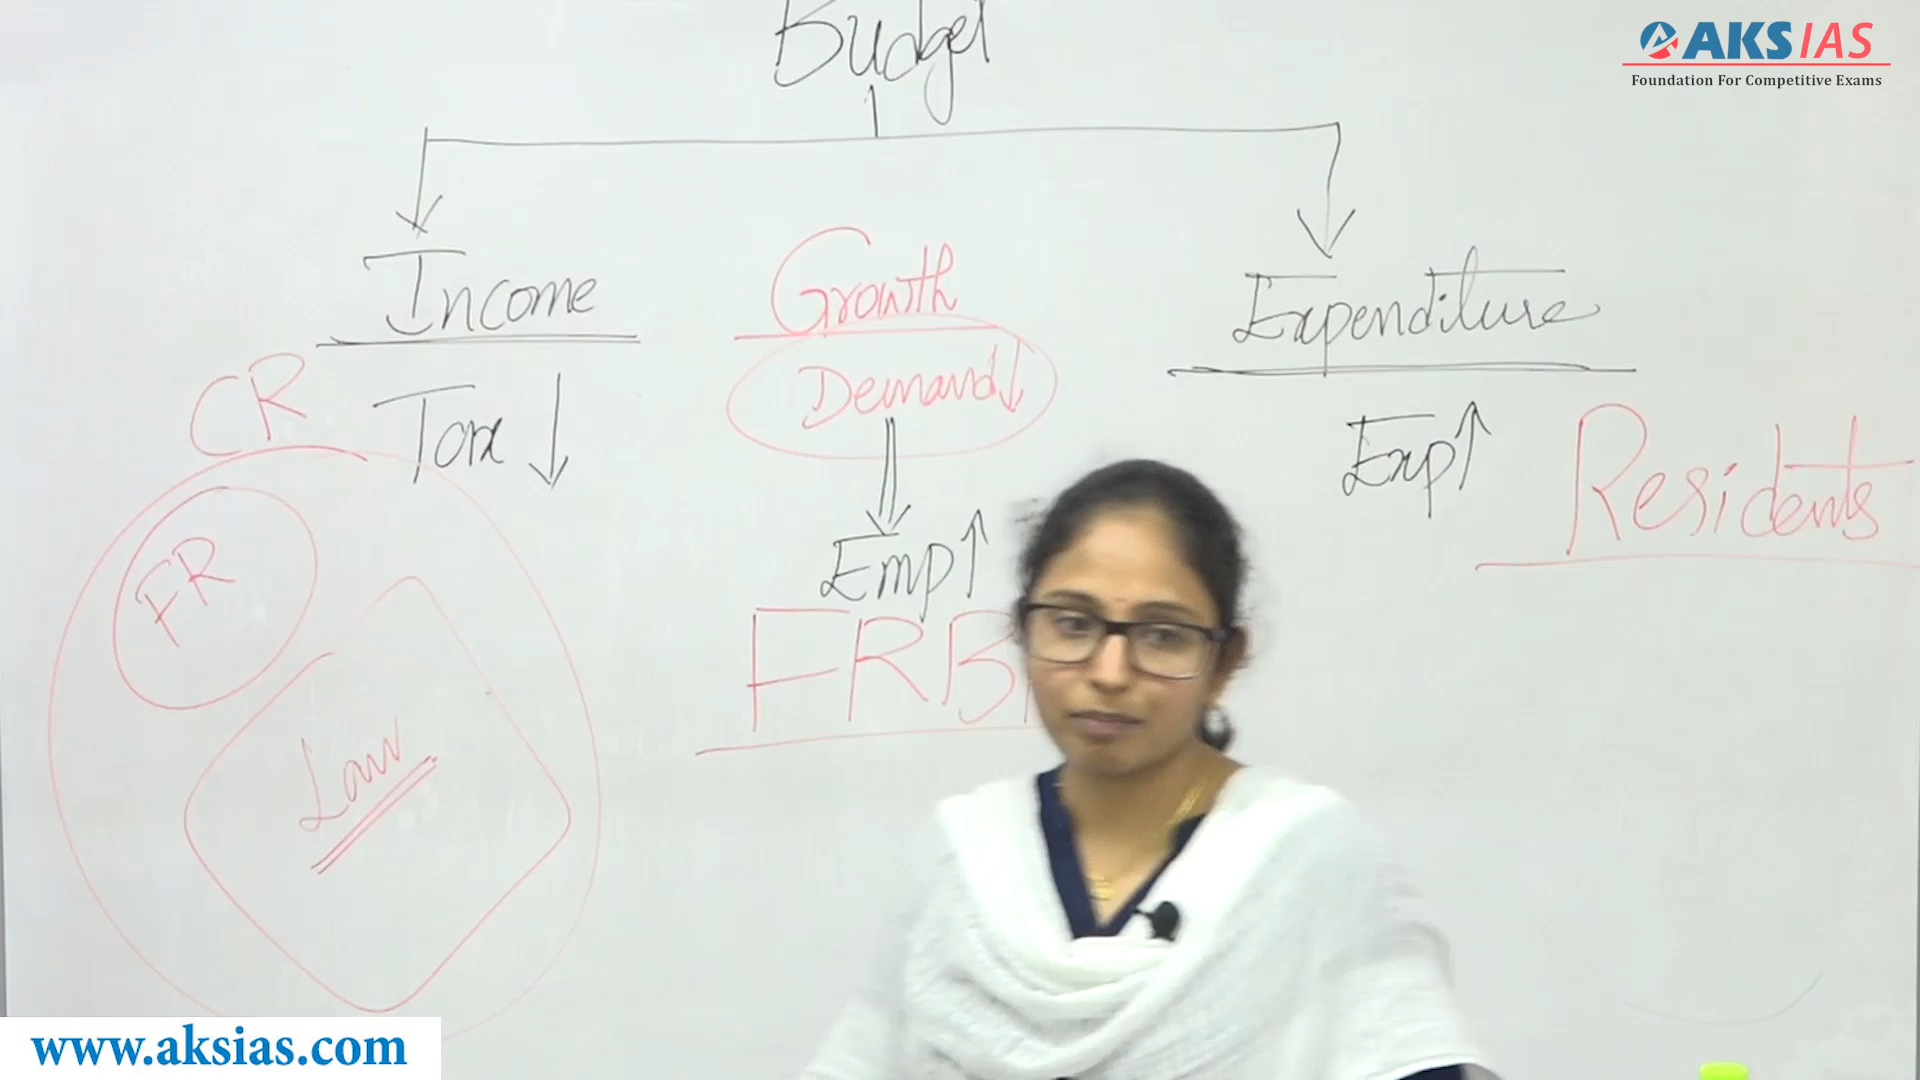 Budget
AKS IAS
Foundation For Competitive Exams
Income
Growth
Expenditure
CR
Tax ↓
Demand ↓
Exp ↑
Residents
FR
Emp ↑
FRB
Law
www.aksias.com